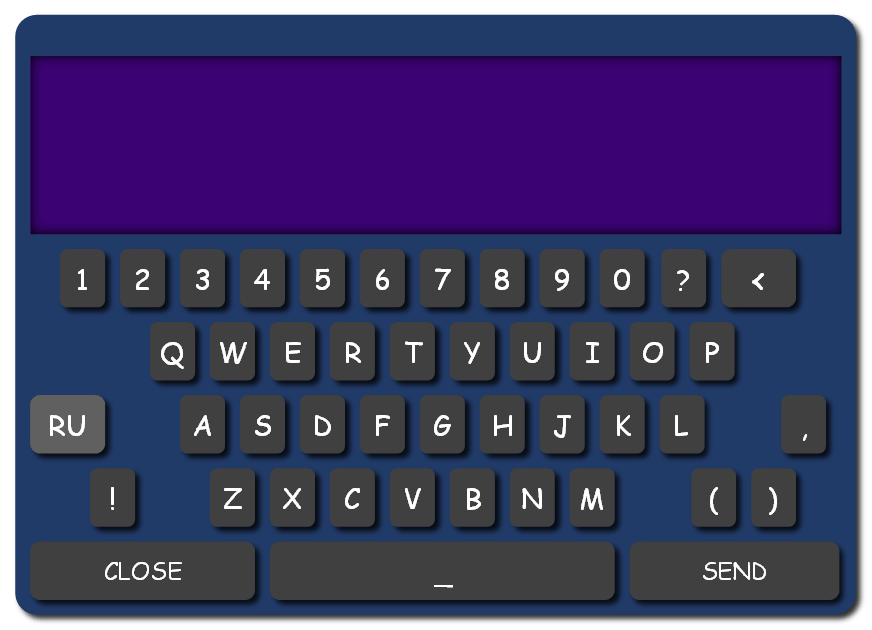 1 2 3 4 5 6 7 8 9 0 ? <
Q W E R T Y U I O P
RU A S D F G H J K L ,
! Z X C V B N M ( )
CLOSE _ SEND